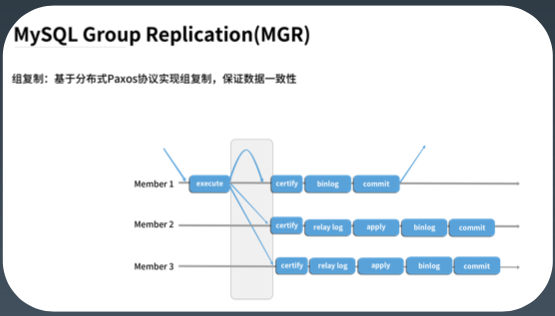 MySQL Group Replication(MGR)
组复制：基于分布式Paxos协议实现组复制，保证数据一致性
Member 1 execute certify binlog commit
Member 2 certify relay log apply binlog commit
Member 3 certify relay log apply binlog commit